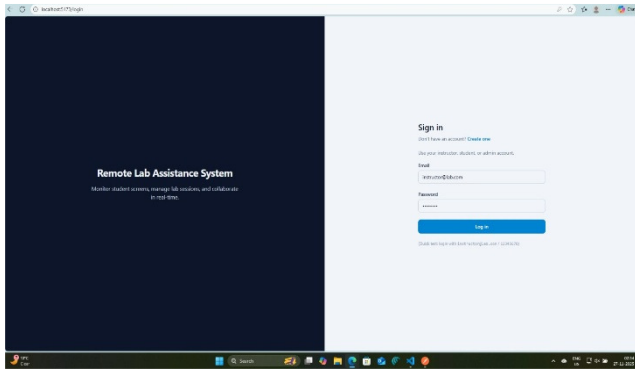 localhost:5173/login
Remote Lab Assistance System
Monitor student screens, manage lab sessions, and collaborate
in real-time.
Sign in
Don't have an account? Create one
Use your instructor, student, or admin account.
Email
instructor@lab.com
Password
••••••••
Log in
Search
ENG